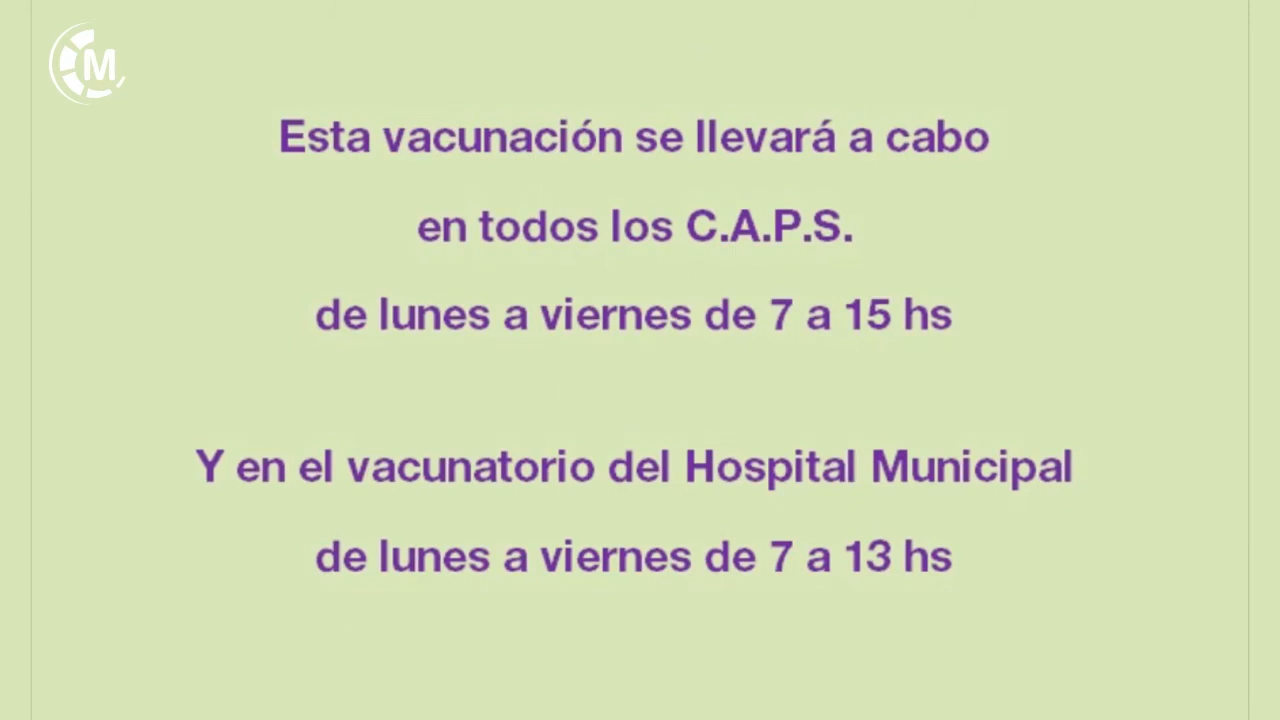 M
Esta vacunación se llevará a cabo
en todos los C.A.P.S.
de lunes a viernes de 7 a 15 hs
Y en el vacunatorio del Hospital Municipal
de lunes a viernes de 7 a 13 hs